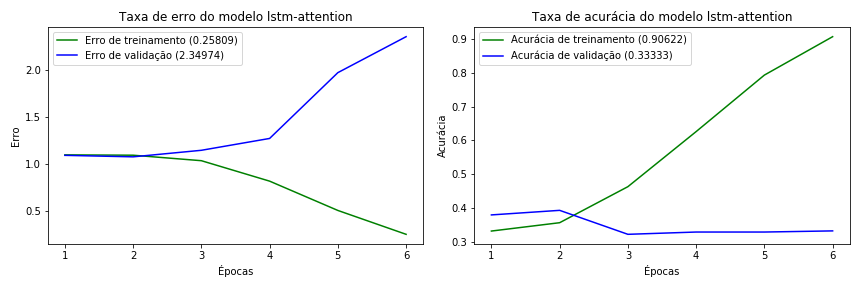 Taxa de erro do modelo lstm-attention
Erro de treinamento (0.25809)
Erro de validação (2.34974)
2.0
1.5
1.0
0.5
Erro
1 2 3 4 5 6
Épocas
Taxa de acurácia do modelo lstm-attention
Acurácia de treinamento (0.90622)
Acurácia de validação (0.33333)
0.9
0.8
0.7
0.6
0.5
0.4
0.3
Acurácia
1 2 3 4 5 6
Épocas